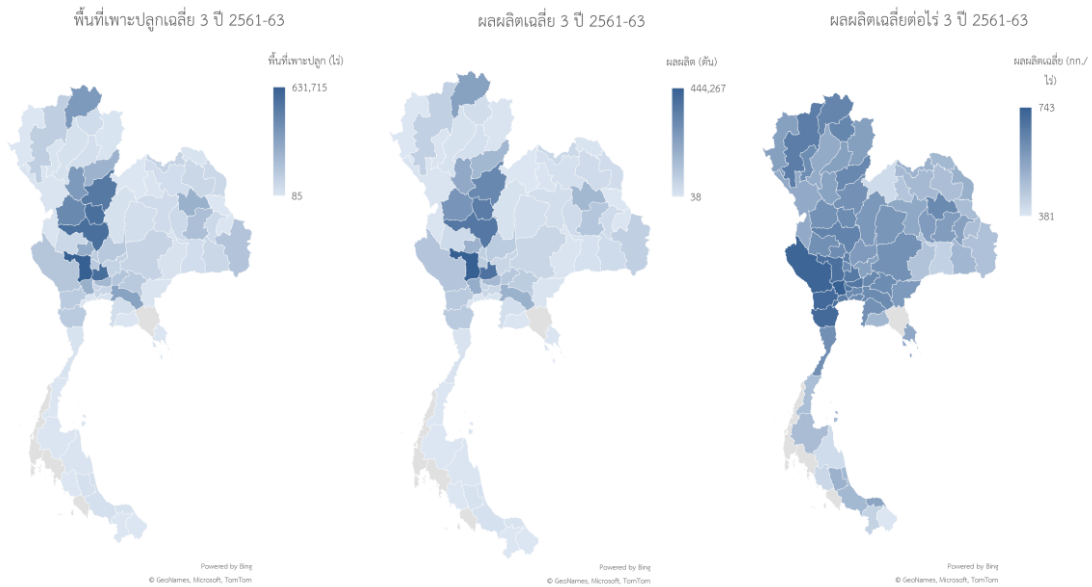 พื้นที่เพาะปลูกเฉลี่ย 3 ปี 2561-63
พื้นที่เพาะปลูก (ไร่)
631,715
85
Powered by Bing
© GeoNames, Microsoft, TomTom
ผลผลิตเฉลี่ย 3 ปี 2561-63
ผลผลิต (ตัน)
444,267
38
Powered by Bing
© GeoNames, Microsoft, TomTom
ผลผลิตเฉลี่ยต่อไร่ 3 ปี 2561-63
ผลผลิตเฉลี่ย (กก./
ไร่)
743
381
Powered by Bing
© GeoNames, Microsoft, TomTom